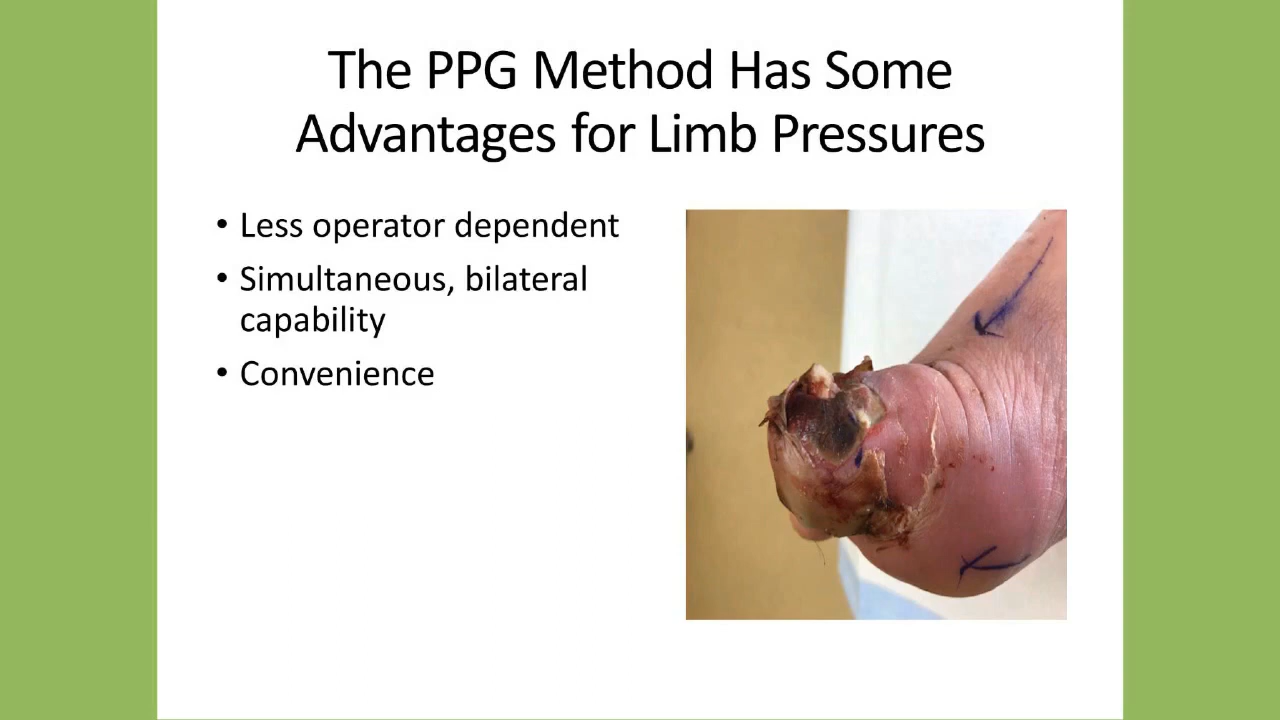 The PPG Method Has Some
Advantages for Limb Pressures
• Less operator dependent
• Simultaneous, bilateral
capability
• Convenience